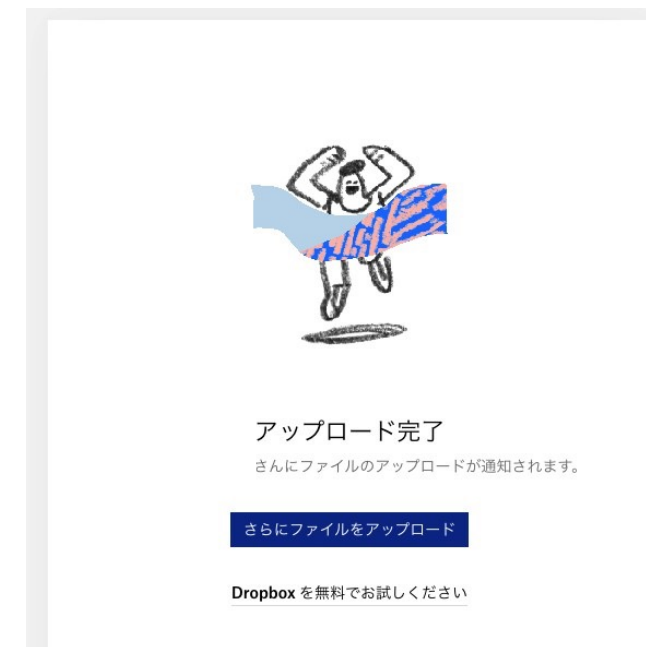 アップロード完了
さんにファイルのアップロードが通知されます。
さらにファイルをアップロード
Dropbox を無料でお試しください